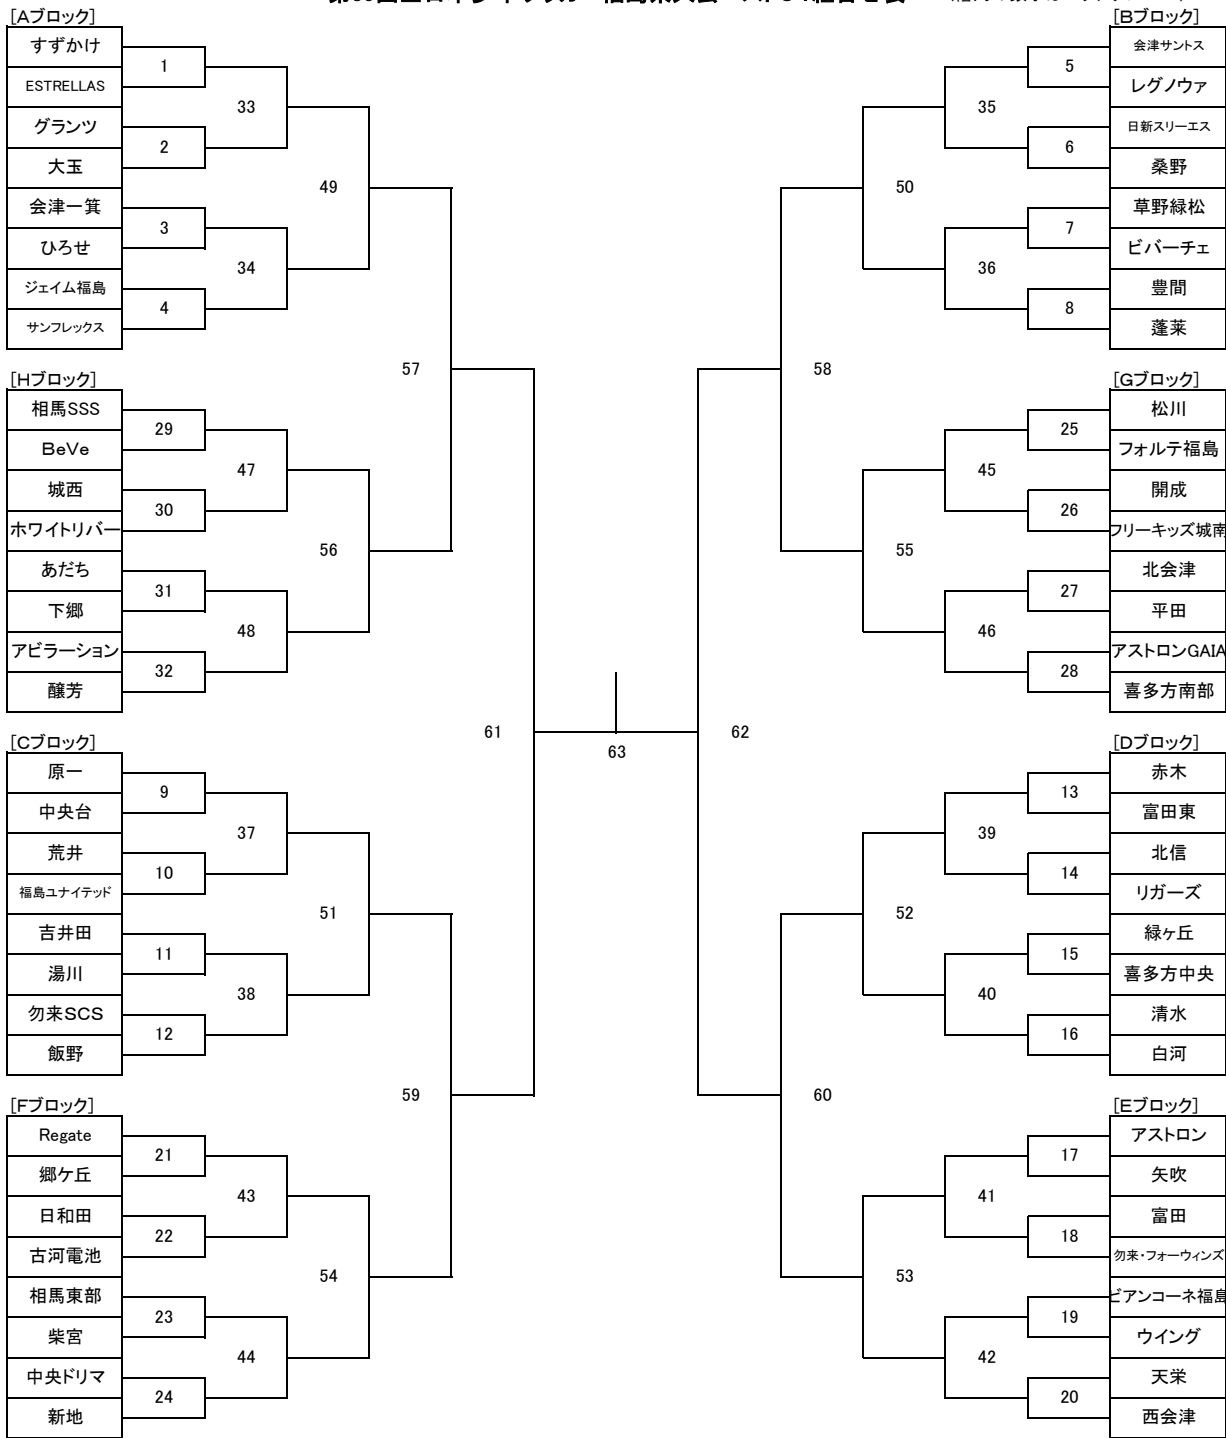 [Aブロック]
すずかけ
1
ESTRELLAS
33
グランツ
2
大玉
49
会津一箕
3
ひろせ
34
ジェイム福島
4
サンフレックス
57
[Hブロック]
相馬SSS
29
BeVe
47
城西
30
ホワイトリバー
56
あだち
31
下郷
48
アビラーション
32
醸芳
61
[Cブロック]
原一
9
中央台
37
荒井
10
福島ユナイテッド
51
吉井田
11
湯川
38
勿来SCS
12
飯野
59
[Fブロック]
Regate
21
郷ケ丘
43
日和田
22
古河電池
54
相馬東部
23
柴宮
44
中央ドリマ
24
新地
63
[Bブロック]
会津サントス
5
レグノウァ
35
日新スリーエス
6
桑野
50
草野緑松
7
ビバーチェ
36
豊間
8
蓬莱
58
[Gブロック]
松川
25
フォルテ福島
45
開成
26
フリーキッズ城南
55
北会津
27
平田
46
アストロンGAIA
28
喜多方南部
62
[Dブロック]
赤木
13
富田東
39
北信
14
リガーズ
52
緑ヶ丘
15
喜多方中央
40
清水
16
白河
60
[Eブロック]
アストロン
17
矢吹
41
富田
18
勿来・フォーウィンズ
53
ビアンコーネ福島
19
ウイング
42
天栄
20
西会津